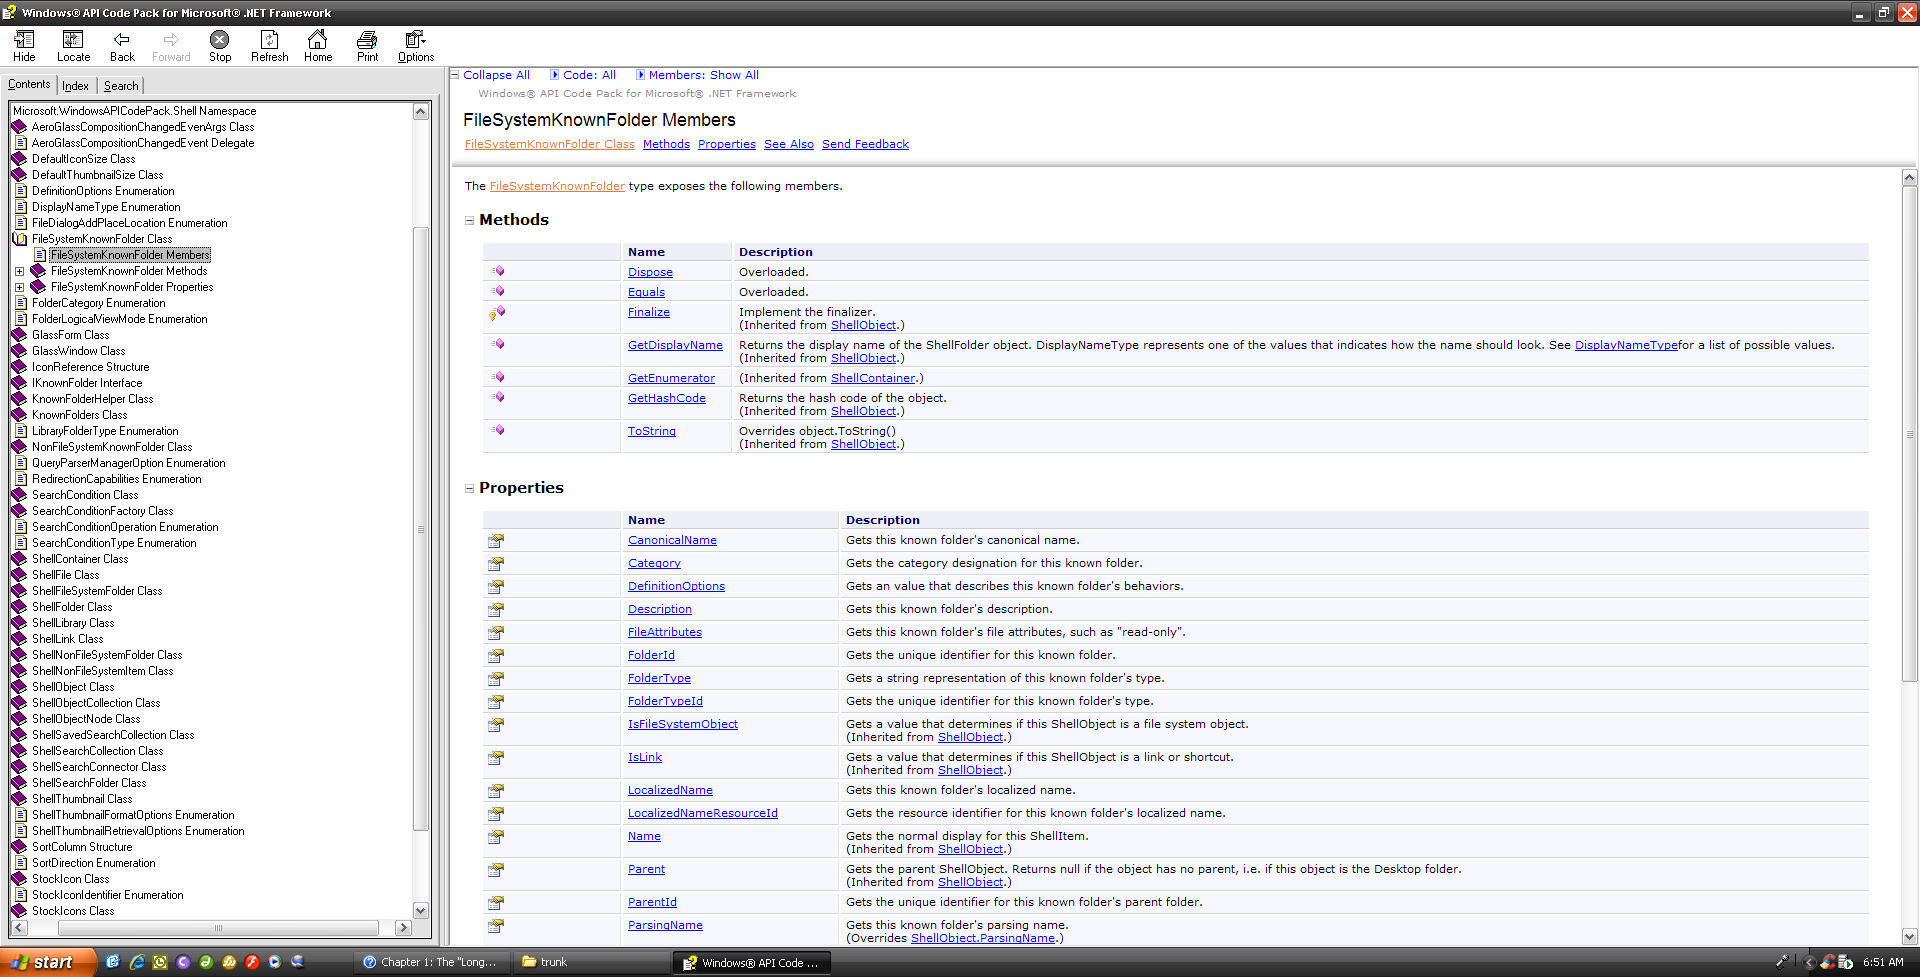 Windows® API Code Pack for Microsoft® .NET Framework
Hide Locate Back Forward Stop Refresh Home Print Options
Contents Index Search
Microsoft.WindowsAPICodePack.Shell Namespace
AeroGlassCompositionChangedEvenArgs Class
AeroGlassCompositionChangedEvent Delegate
DefaultIconSize Class
DefaultThumbnailSize Class
DefinitionOptions Enumeration
DisplayNameType Enumeration
FileDialogAddPlaceLocation Enumeration
FileSystemKnownFolder Class
FileSystemKnownFolder Members
FileSystemKnownFolder Methods
FileSystemKnownFolder Properties
FolderCategory Enumeration
FolderLogicalViewMode Enumeration
GlassForm Class
GlassWindow Class
IconReference Structure
IKnownFolder Interface
KnownFolderHelper Class
KnownFolders Class
LibraryFolderType Enumeration
NonFileSystemKnownFolder Class
QueryParserManagerOption Enumeration
RedirectionCapabilities Enumeration
SearchCondition Class
SearchConditionFactory Class
SearchConditionOperation Enumeration
SearchConditionType Enumeration
ShellContainer Class
ShellFile Class
ShellFileSystemFolder Class
ShellFolder Class
ShellLibrary Class
ShellLink Class
ShellNonFileSystemFolder Class
ShellNonFileSystemItem Class
ShellObject Class
ShellObjectCollection Class
ShellObjectNode Class
ShellSavedSearchCollection Class
ShellSearchCollection Class
ShellSearchConnector Class
ShellSearchFolder Class
ShellThumbnail Class
ShellThumbnailFormatOptions Enumeration
ShellThumbnailRetrievalOptions Enumeration
SortColumn Structure
SortDirection Enumeration
StockIcon Class
StockIconIdentifier Enumeration
StockIcons Class
Collapse All Code: All Members: Show All
Windows® API Code Pack for Microsoft® .NET Framework
FileSystemKnownFolder Members
FileSystemKnownFolder Class Methods Properties See Also Send Feedback
The FileSystemKnownFolder type exposes the following members.
Methods
Name Description
Dispose Overloaded.
Equals Overloaded.
Finalize Implement the finalizer.
(Inherited from ShellObject.)
GetDisplayName Returns the display name of the ShellFolder object. DisplayNameType represents one of the values that indicates how the name should look. See DisplayNameTypefor a list of possible values.
(Inherited from ShellObject.)
GetEnumerator (Inherited from ShellContainer.)
GetHashCode Returns the hash code of the object.
(Inherited from ShellObject.)
ToString Overrides object.ToString()
(Inherited from ShellObject.)
Properties
Name Description
CanonicalName Gets this known folder's canonical name.
Category Gets the category designation for this known folder.
DefinitionOptions Gets an value that describes this known folder's behaviors.
Description Gets this known folder's description.
FileAttributes Gets this known folder's file attributes, such as "read-only".
FolderId Gets the unique identifier for this known folder.
FolderType Gets a string representation of this known folder's type.
FolderTypeId Gets the unique identifier for this known folder's type.
IsFileSystemObject Gets a value that determines if this ShellObject is a file system object.
(Inherited from ShellObject.)
IsLink Gets a value that determines if this ShellObject is a link or shortcut.
(Inherited from ShellObject.)
LocalizedName Gets this known folder's localized name.
LocalizedNameResourceId Gets the resource identifier for this known folder's localized name.
Name Gets the normal display for this ShellItem.
(Inherited from ShellObject.)
Parent Gets the parent ShellObject. Returns null if the object has no parent, i.e. if this object is the Desktop folder.
(Inherited from ShellObject.)
ParentId Gets the unique identifier for this known folder's parent folder.
ParsingName Gets this known folder's parsing name.
(Overrides ShellObject.ParsingName.)
start Chapter 1: The "Long... trunk Windows® API Code ... 6:51 AM